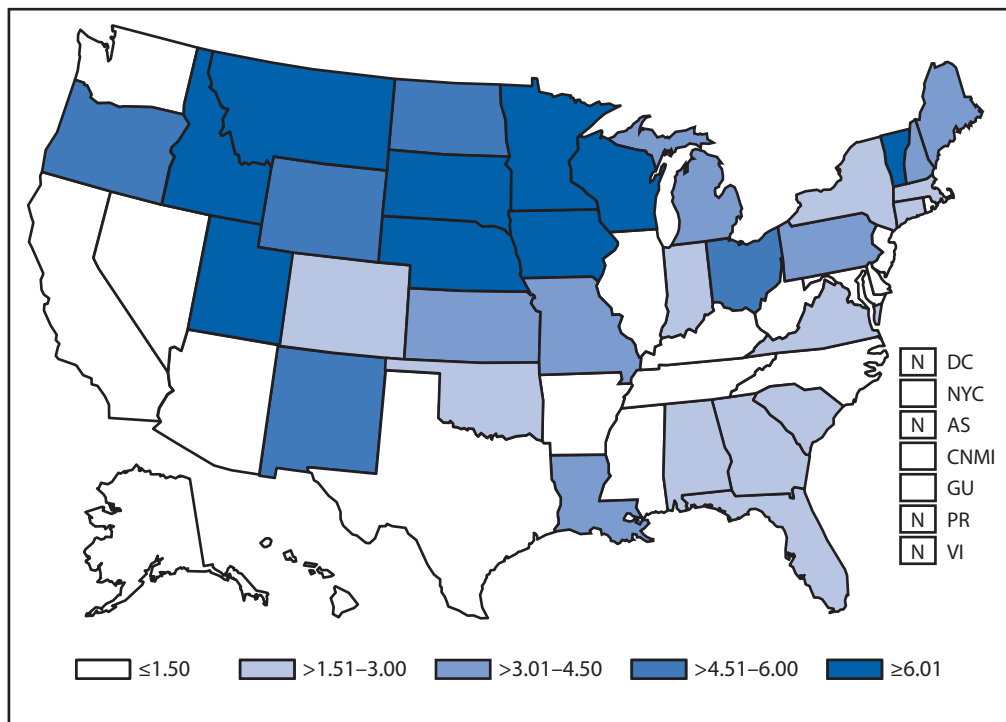 N DC
NYC
N AS
CNMI
GU
N PR
N VI
≤1.50 >1.51–3.00 >3.01–4.50 >4.51–6.00 ≥6.01